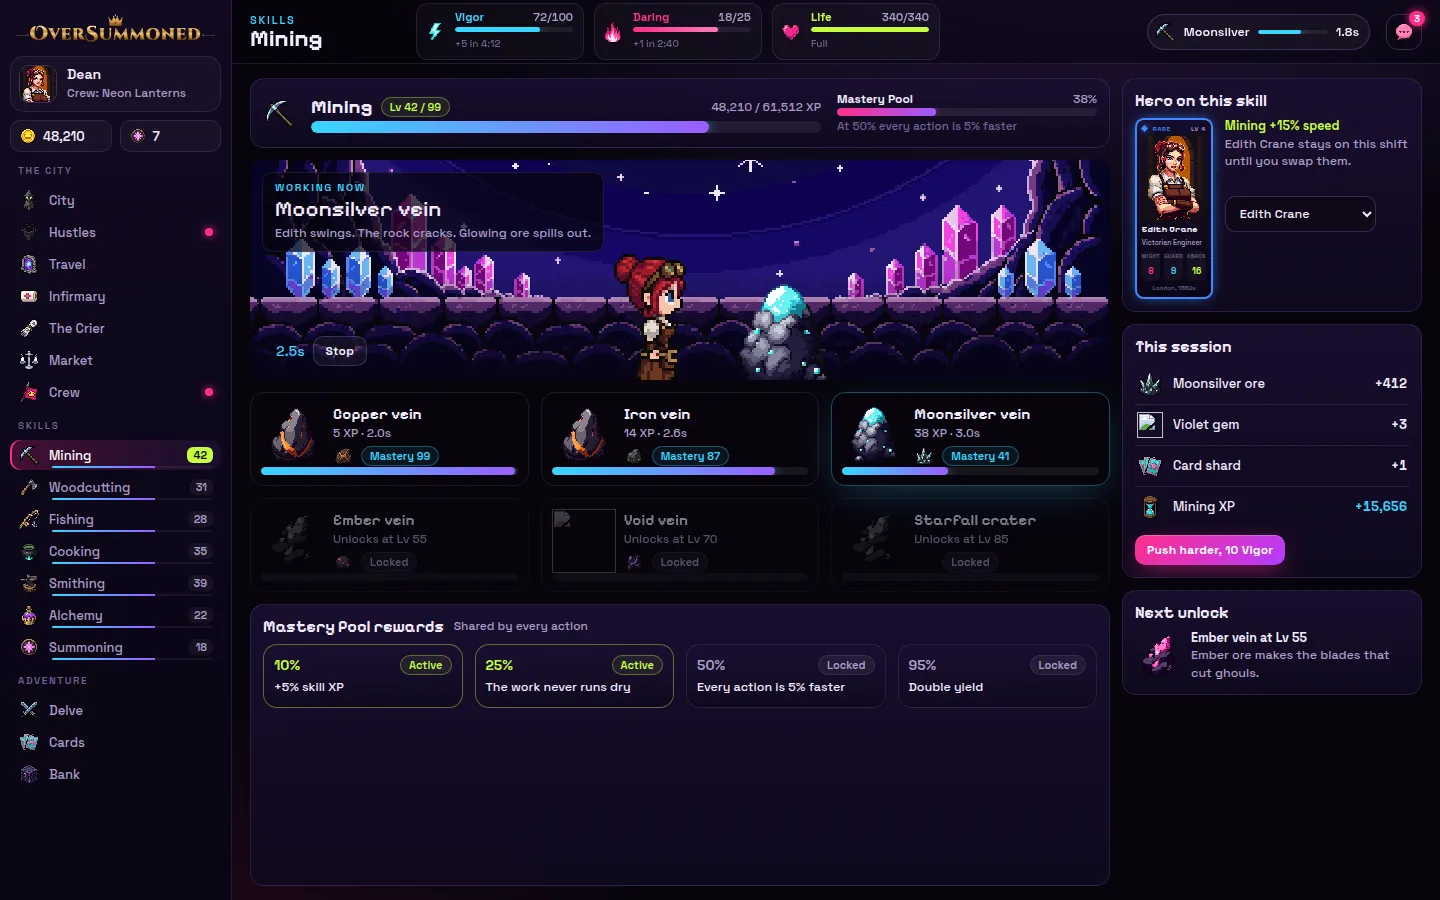 OVERSUMMONED
Dean
Crew: Neon Lanterns
48,210
7
THE CITY
City
Hustles
Travel
Infirmary
The Crier
Market
Crew
SKILLS
Mining 42
Woodcutting 31
Fishing 28
Cooking 35
Smithing 39
Alchemy 22
Summoning 18
ADVENTURE
Delve
Cards
Bank
SKILLS
Mining
Vigor 72/100
+5 in 4:12
Daring 18/25
+1 in 2:40
Life 340/340
Full
Moonsilver 1.8s
3
Mining Lv 42 / 99 48,210 / 61,512 XP
Mastery Pool 38%
At 50% every action is 5% faster
WORKING NOW
Moonsilver vein
Edith swings. The rock cracks. Glowing ore spills out.
2.5s Stop
Copper vein
5 XP · 2.0s
Mastery 99
Iron vein
14 XP · 2.6s
Mastery 87
Moonsilver vein
38 XP · 3.0s
Mastery 41
Ember vein
Unlocks at Lv 55
Locked
Void vein
Unlocks at Lv 70
Locked
Starfall crater
Unlocks at Lv 85
Locked
Mastery Pool rewards Shared by every action
10% Active
+5% skill XP
25% Active
The work never runs dry
50% Locked
Every action is 5% faster
95% Locked
Double yield
Hero on this skill
RARE LV 4
Edith Crane
Victorian Engineer
MIGHT GUARD KNACK
8 9 16
London, 1880s
Mining +15% speed
Edith Crane stays on this shift
until you swap them.
Edith Crane
This session
Moonsilver ore +412
Violet gem +3
Card shard +1
Mining XP +15,656
Push harder, 10 Vigor
Next unlock
Ember vein at Lv 55
Ember ore makes the blades that
cut ghouls.